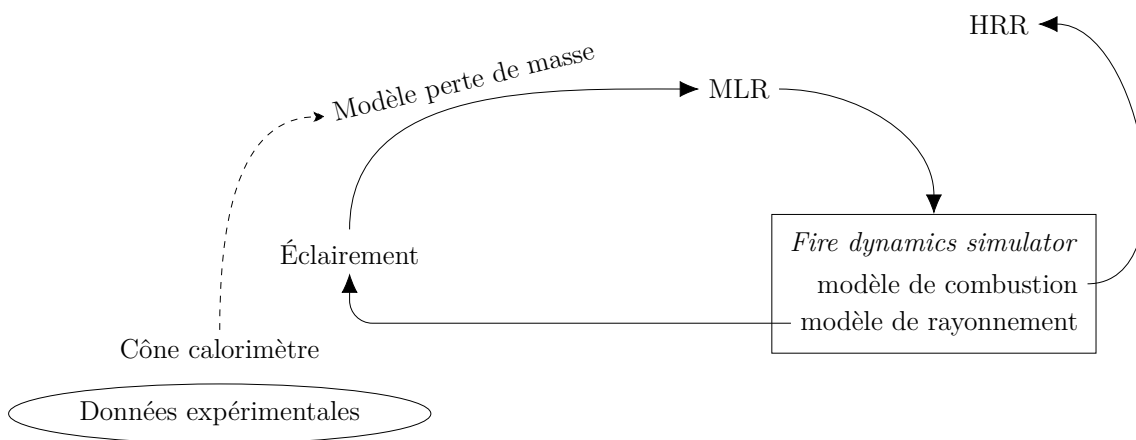 HRR
Modèle perte de masse
MLR
Fire dynamics simulator
Éclairement
modèle de combustion
modèle de rayonnement
Cône calorimètre
Données expérimentales